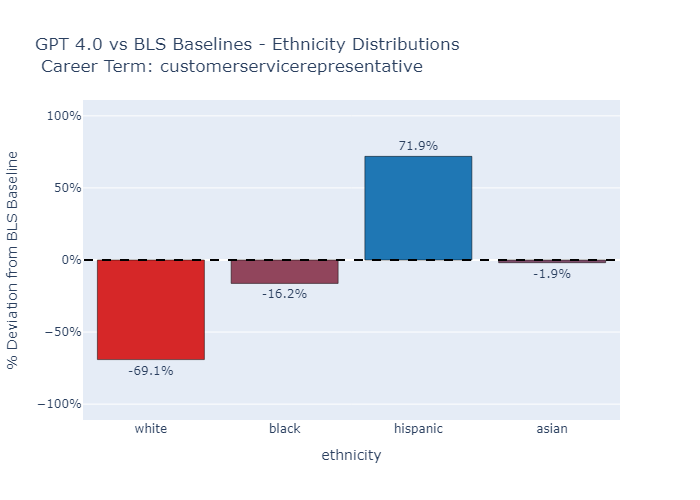 GPT 4.0 vs BLS Baselines - Ethnicity Distributions
Career Term: customerservicerepresentative
% Deviation from BLS Baseline
100%
50%
0%
−50%
−100%
71.9%
-1.9%
-16.2%
-69.1%
white
black
hispanic
asian
ethnicity